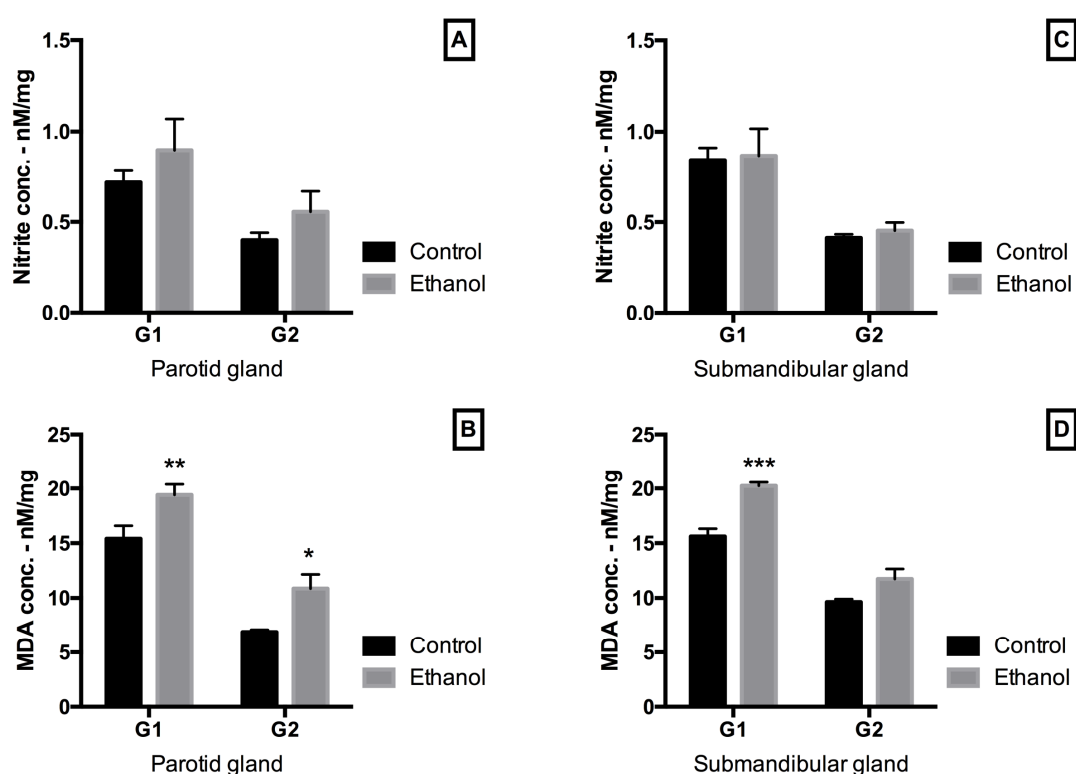 A
Nitrite conc. - nM/mg
1.5
1.0
0.5
0.0
G1 G2
Parotid gland
Control
Ethanol
C
Nitrite conc. - nM/mg
1.5
1.0
0.5
0.0
G1 G2
Submandibular gland
Control
Ethanol
B
MDA conc. - nM/mg
25
20
15
10
5
0
**
*
G1 G2
Parotid gland
Control
Ethanol
D
MDA conc. - nM/mg
25
20
15
10
5
0
***
G1 G2
Submandibular gland
Control
Ethanol